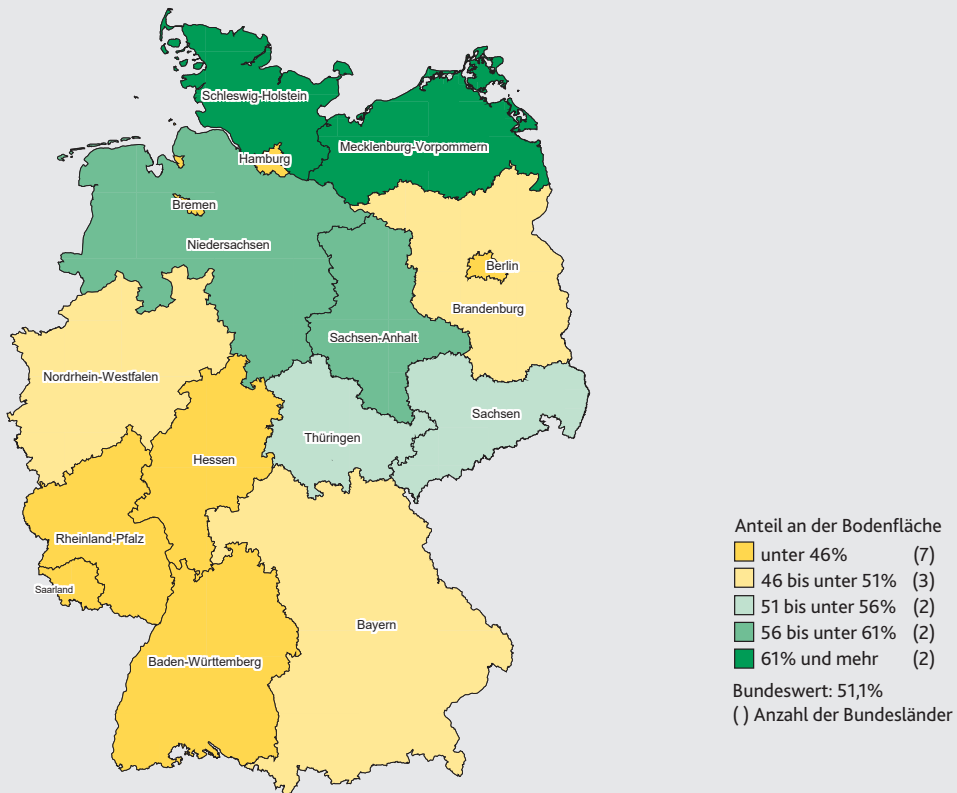 Schleswig-Holstein
Mecklenburg-Vorpommern
Hamburg
Bremen
Niedersachsen
Berlin
Brandenburg
Sachsen-Anhalt
Nordrhein-Westfalen
Sachsen
Thüringen
Hessen
Rheinland-Pfalz
Saarland
Bayern
Baden-Württemberg
Anteil an der Bodenfläche
unter 46% (7)
46 bis unter 51% (3)
51 bis unter 56% (2)
56 bis unter 61% (2)
61% und mehr (2)
Bundeswert: 51,1%
( ) Anzahl der Bundesländer